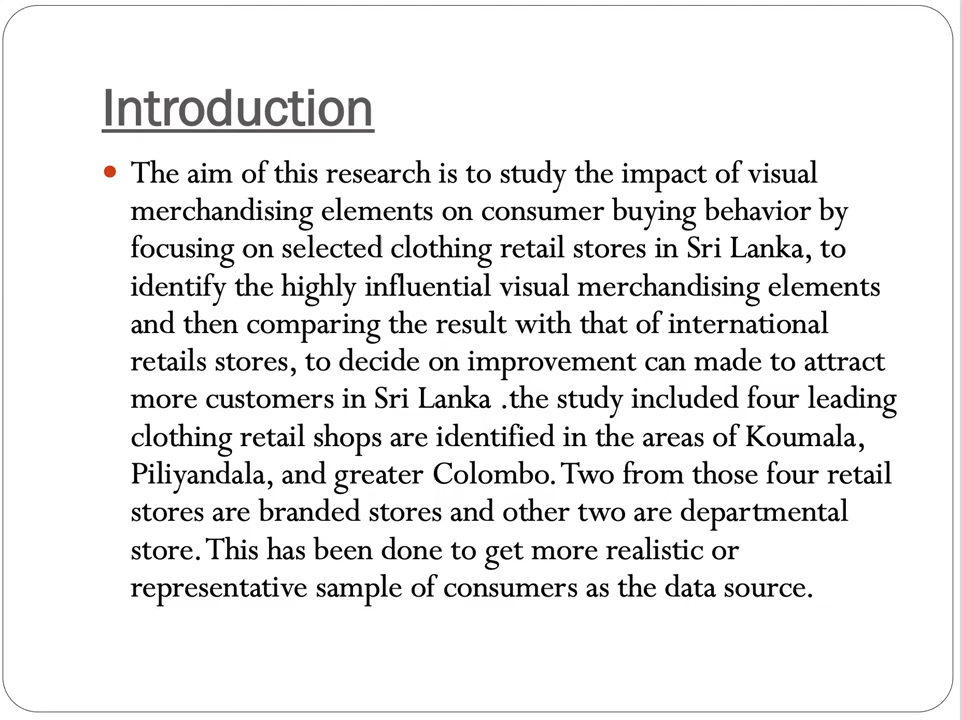 Introduction
The aim of this research is to study the impact of visual
merchandising elements on consumer buying behavior by
focusing on selected clothing retail stores in Sri Lanka, to
identify the highly influential visual merchandising elements
and then comparing the result with that of international
retails stores, to decide on improvement can made to attract
more customers in Sri Lanka .the study included four leading
clothing retail shops are identified in the areas of Koumala,
Piliyandala, and greater Colombo. Two from those four retail
stores are branded stores and other two are departmental
store. This has been done to get more realistic or
representative sample of consumers as the data source.